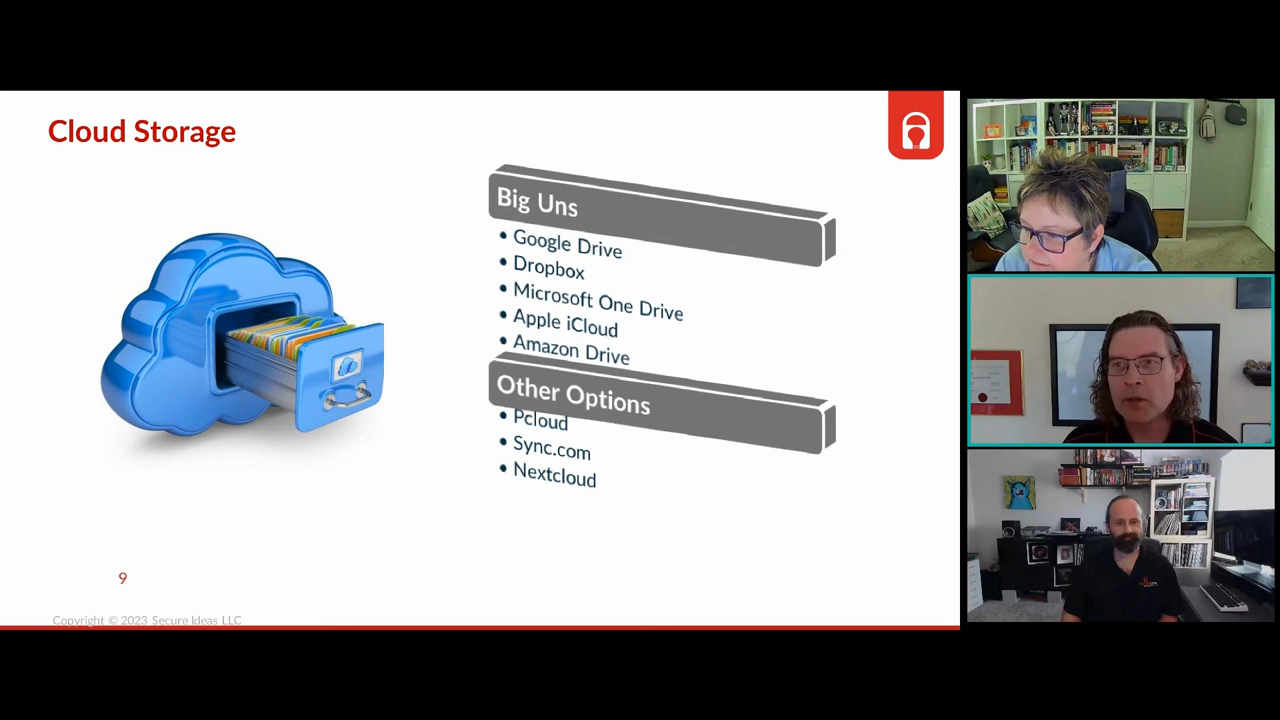 Cloud Storage
Big Uns
• Google Drive
• Dropbox
• Microsoft One Drive
• Apple iCloud
• Amazon Drive
Other Options
• Pcloud
• Sync.com
• Nextcloud
9
Copyright © 2023 Secure Ideas LLC